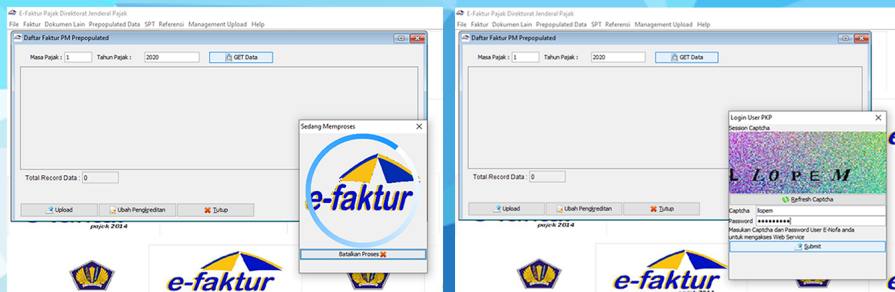 E-Faktur Pajak Direktorat Jenderal Pajak
File Faktur Dokumen Lain Prepopulated Data SPT Referensi Management Upload Help
Daftar Faktur PM Prepopulated
Masa Pajak : 1 Tahun Pajak : 2020 GET Data
Sedang Memproses
e-faktur
Total Record Data : 0
Batalkan Proses
Upload Ubah Pengkreditan Tutup
pajak 2014
e-faktur
E-Faktur Pajak Direktorat Jenderal Pajak
File Faktur Dokumen Lain Prepopulated Data SPT Referensi Management Upload Help
Daftar Faktur PM Prepopulated
Masa Pajak : 1 Tahun Pajak : 2020 GET Data
Login User PKP
Session Captcha
L LOPEM
Refresh Captcha
Captcha llopem
Password •••••••••
Masukan Captcha dan Password User E-Nofa anda
untuk mengakses Web Service
Submit
Total Record Data : 0
Upload Ubah Pengkreditan Tutup
pajak 2014
e-faktur